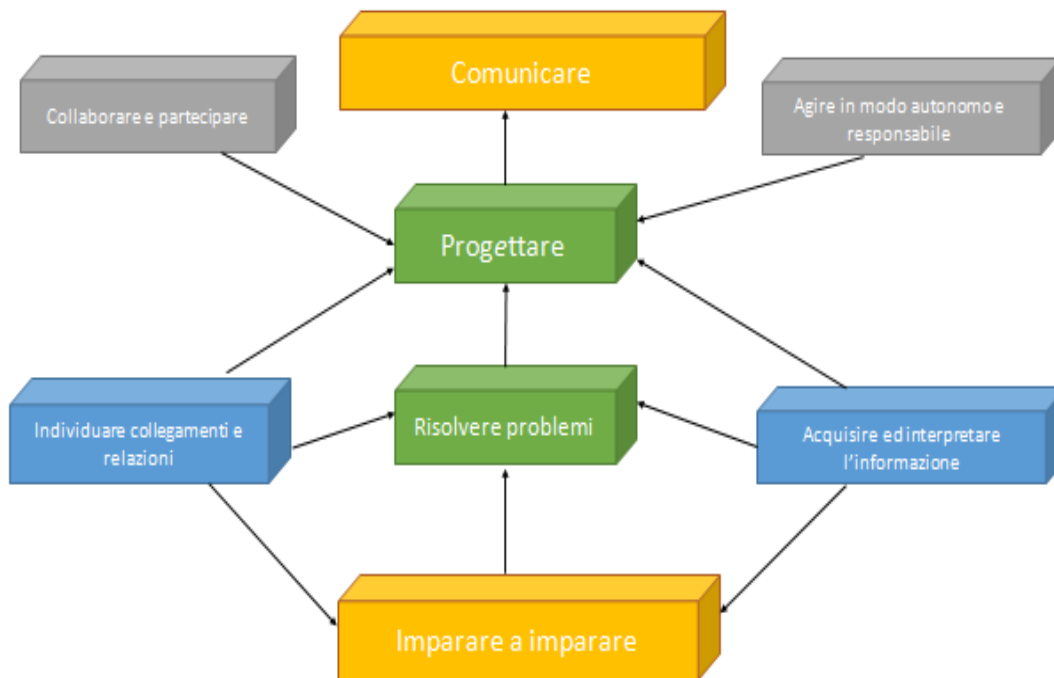 Comunicare
Collaborare e partecipare
Agire in modo autonomo e
responsabile
Progettare
Individuare collegamenti e
relazioni
Risolvere problemi
Acquisire ed interpretare
l'informazione
Imparare a imparare